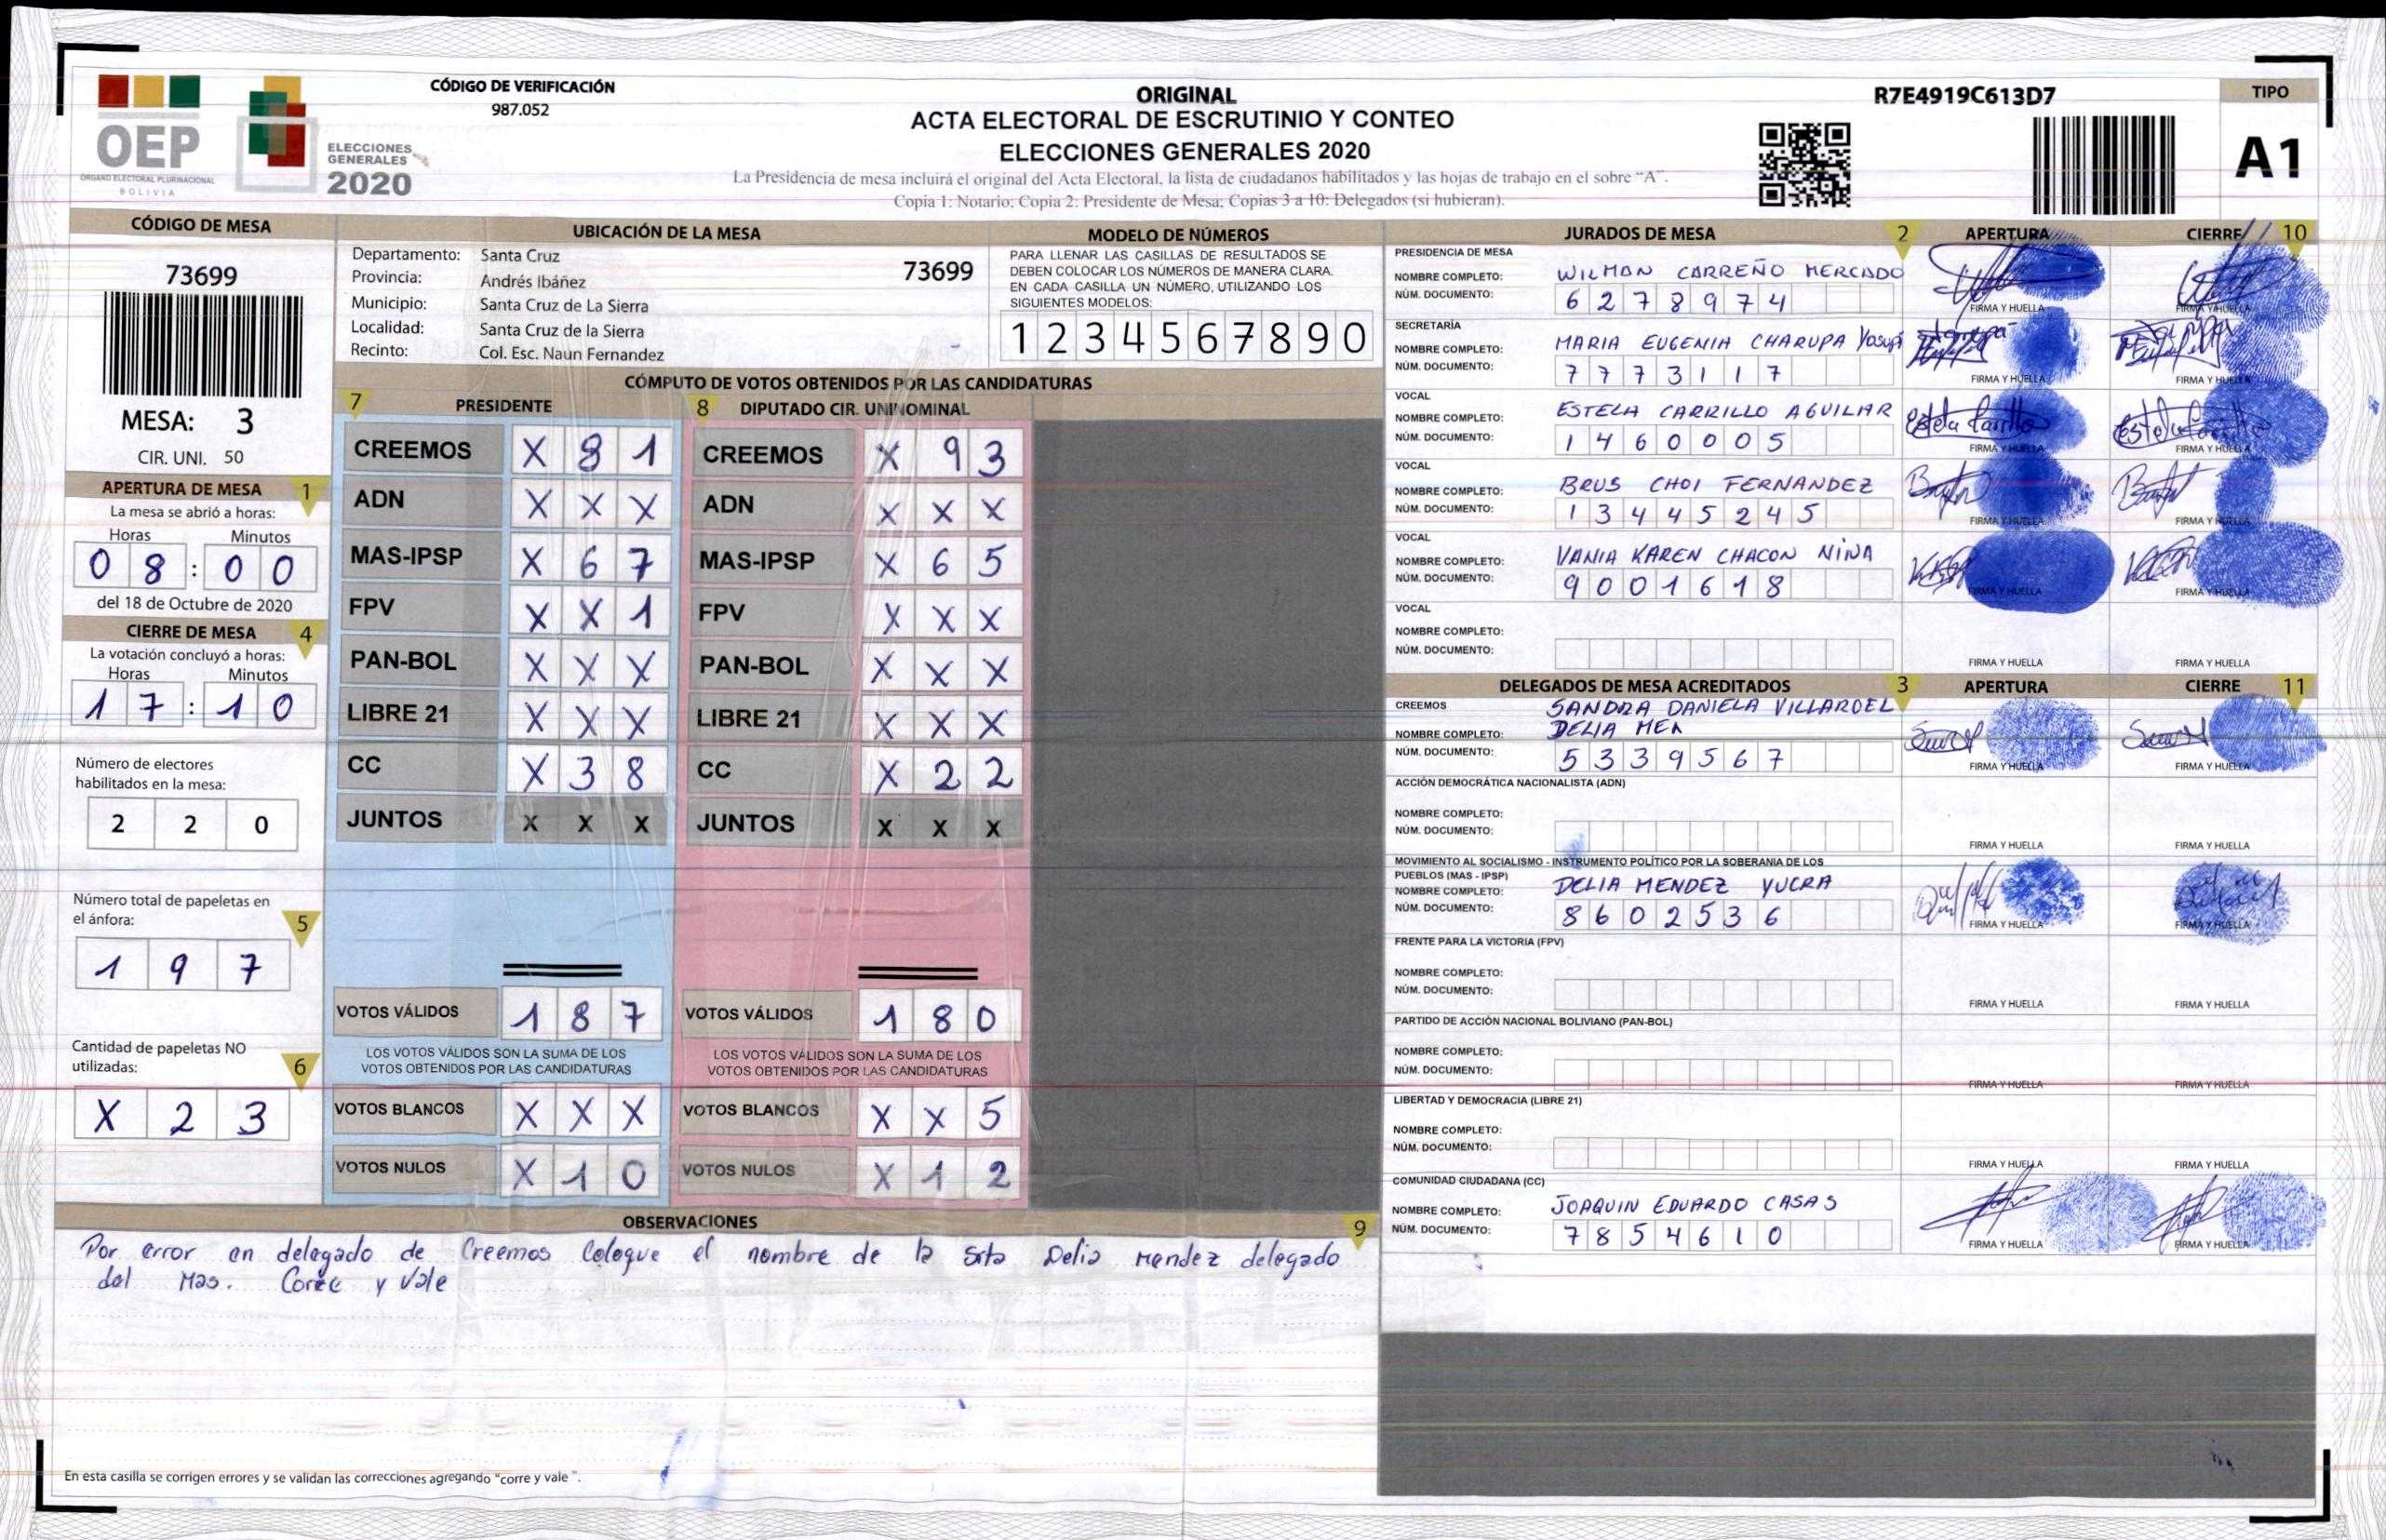 OEP
ÓRGANO ELECTORAL PLURINACIONAL
BOLIVIA
ELECCIONES
GENERALES
2020
CÓDIGO DE VERIFICACIÓN
987.052
ORIGINAL
ACTA ELECTORAL DE ESCRUTINIO Y CONTEO
ELECCIONES GENERALES 2020
La Presidencia de mesa incluirá el original del Acta Electoral, la lista de ciudadanos habilitados y las hojas de trabajo en el sobre "A".
Copia 1: Notario; Copia 2: Presidente de Mesa; Copias 3 a 10: Delegados (si hubieran).
R7E4919C613D7
TIPO
A1
CÓDIGO DE MESA
73699
MESA: 3
CIR. UNI. 50
APERTURA DE MESA 1
La mesa se abrió a horas:
Horas Minutos
0 8 : 0 0
del 18 de Octubre de 2020
CIERRE DE MESA 4
La votación concluyó a horas:
Horas Minutos
1 7 : 1 0
Número de electores
habilitados en la mesa:
2 2 0
Número total de papeletas en
el ánfora: 5
1 9 7
Cantidad de papeletas NO
utilizadas: 6
X 2 3
UBICACIÓN DE LA MESA
Departamento: Santa Cruz
73699
Provincia: Andrés Ibáñez
Municipio: Santa Cruz de La Sierra
Localidad: Santa Cruz de la Sierra
Recinto: Col. Esc. Naun Fernandez
MODELO DE NÚMEROS
PARA LLENAR LAS CASILLAS DE RESULTADOS SE
DEBEN COLOCAR LOS NÚMEROS DE MANERA CLARA.
EN CADA CASILLA UN NÚMERO, UTILIZANDO LOS
SIGUIENTES MODELOS:
1 2 3 4 5 6 7 8 9 0
CÓMPUTO DE VOTOS OBTENIDOS POR LAS CANDIDATURAS
7 PRESIDENTE
CREEMOS X 8 1
ADN X X X
MAS-IPSP X 6 7
FPV X X 1
PAN-BOL X X X
LIBRE 21 X X X
CC X 3 8
JUNTOS X X X
VOTOS VÁLIDOS 1 8 7
LOS VOTOS VÁLIDOS SON LA SUMA DE LOS
VOTOS OBTENIDOS POR LAS CANDIDATURAS
VOTOS BLANCOS X X X
VOTOS NULOS X 1 0
8 DIPUTADO CIR. UNINOMINAL
CREEMOS X 9 3
ADN X X X
MAS-IPSP X 6 5
FPV X X X
PAN-BOL X X X
LIBRE 21 X X X
CC X 2 2
JUNTOS X X X
VOTOS VÁLIDOS 1 8 0
LOS VOTOS VÁLIDOS SON LA SUMA DE LOS
VOTOS OBTENIDOS POR LAS CANDIDATURAS
VOTOS BLANCOS X X 5
VOTOS NULOS X 1 2
OBSERVACIONES 9
Por error en delegado de Creemos Coloque el nombre de la Srta Delia Mendez delegado
del Mas. Corre y Vale
En esta casilla se corrigen errores y se validan las correcciones agregando "corre y vale ".
JURADOS DE MESA 2 APERTURA CIERRE 10
PRESIDENCIA DE MESA
NOMBRE COMPLETO: WILMAN CARREÑO MERCADO
NÚM. DOCUMENTO: 6 2 7 8 9 7 4
FIRMA Y HUELLA FIRMA Y HUELLA
SECRETARÍA
NOMBRE COMPLETO: MARIA EUGENIA CHARUPA Yasupi
NÚM. DOCUMENTO: 7 7 7 3 1 1 7
FIRMA Y HUELLA FIRMA Y HUELLA
VOCAL
NOMBRE COMPLETO: ESTELA CARRILLO AGUILAR
NÚM. DOCUMENTO: 1 4 6 0 0 0 5
Estela Carrillo
FIRMA Y HUELLA FIRMA Y HUELLA
VOCAL
NOMBRE COMPLETO: BRUS CHOI FERNANDEZ
NÚM. DOCUMENTO: 1 3 4 4 5 2 4 5
FIRMA Y HUELLA FIRMA Y HUELLA
VOCAL
NOMBRE COMPLETO: VANIA KAREN CHACON NINA
NÚM. DOCUMENTO: 9 0 0 1 6 1 8
FIRMA Y HUELLA FIRMA Y HUELLA
VOCAL
NOMBRE COMPLETO:
NÚM. DOCUMENTO:
FIRMA Y HUELLA FIRMA Y HUELLA
DELEGADOS DE MESA ACREDITADOS 3 APERTURA CIERRE 11
CREEMOS
SANDRA DANIELA VILLAROEL
NOMBRE COMPLETO: DELIA MEN
NÚM. DOCUMENTO: 5 3 3 9 5 6 7
FIRMA Y HUELLA FIRMA Y HUELLA
ACCIÓN DEMOCRÁTICA NACIONALISTA (ADN)
NOMBRE COMPLETO:
NÚM. DOCUMENTO:
FIRMA Y HUELLA FIRMA Y HUELLA
MOVIMIENTO AL SOCIALISMO - INSTRUMENTO POLÍTICO POR LA SOBERANIA DE LOS
PUEBLOS (MAS - IPSP)
NOMBRE COMPLETO: DELIA MENDEZ YUCRA
NÚM. DOCUMENTO: 8 6 0 2 5 3 6
FIRMA Y HUELLA FIRMA Y HUELLA
FRENTE PARA LA VICTORIA (FPV)
NOMBRE COMPLETO:
NÚM. DOCUMENTO:
FIRMA Y HUELLA FIRMA Y HUELLA
PARTIDO DE ACCIÓN NACIONAL BOLIVIANO (PAN-BOL)
NOMBRE COMPLETO:
NÚM. DOCUMENTO:
FIRMA Y HUELLA FIRMA Y HUELLA
LIBERTAD Y DEMOCRACIA (LIBRE 21)
NOMBRE COMPLETO:
NÚM. DOCUMENTO:
FIRMA Y HUELLA FIRMA Y HUELLA
COMUNIDAD CIUDADANA (CC)
NOMBRE COMPLETO: JOAQUIN EDUARDO CASAS
NÚM. DOCUMENTO: 7 8 5 4 6 1 0
FIRMA Y HUELLA FIRMA Y HUELLA